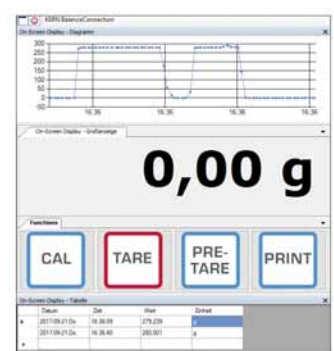 KERN BalanceConnection
On-Screen Display - Diagramm
300
250
200
150
100
50
0
-50
16:36 16:36 16:36 16:36
On-Screen Display - Großanzeige
0,00 g
Functions
CAL
TARE
PRE-
TARE
PRINT
On-Screen Display - Tabelle
Datum Zeit Wert Einheit
2017-09-21 Do. 16:36:09 279.239 g
2017-09-21 Do. 16:36:40 280.001 g